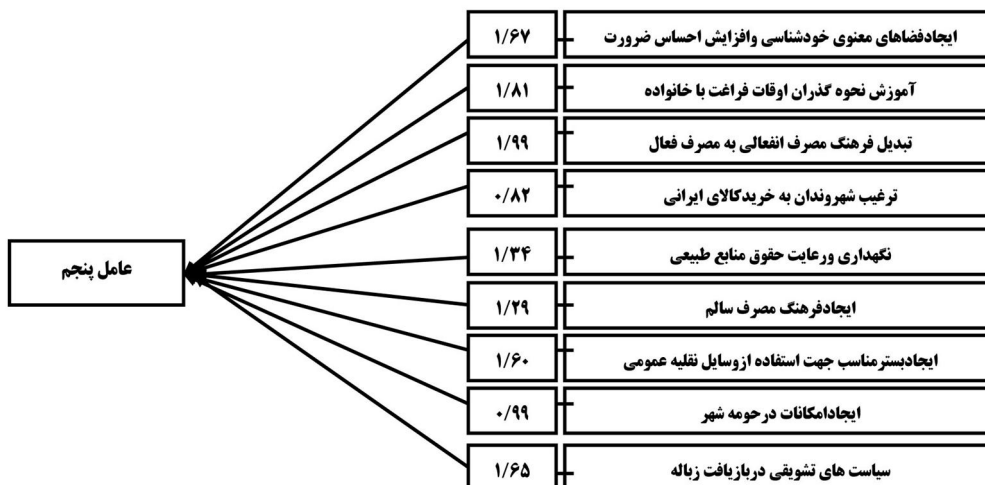 ایجادفضاهای معنوی خودشناسی وافزایش احساس ضرورت ۱/۶۷
آموزش نحوه گذران اوقات فراغت با خانواده ۱/۸۱
تبدیل فرهنگ مصرف انفعالی به مصرف فعال ۱/۹۹
ترغیب شهروندان به خریدکالای ایرانی ۰/۸۲
نگهداری ورعایت حقوق منابع طبیعی ۱/۳۴
ایجادفرهنگ مصرف سالم ۱/۲۹
ایجادبسترمناسب جهت استفاده ازوسایل نقلیه عمومی ۱/۶۰
ایجادامکانات درحومه شهر ۰/۹۹
سیاست های تشویقی دربازیافت زباله ۱/۶۵
عامل پنجم